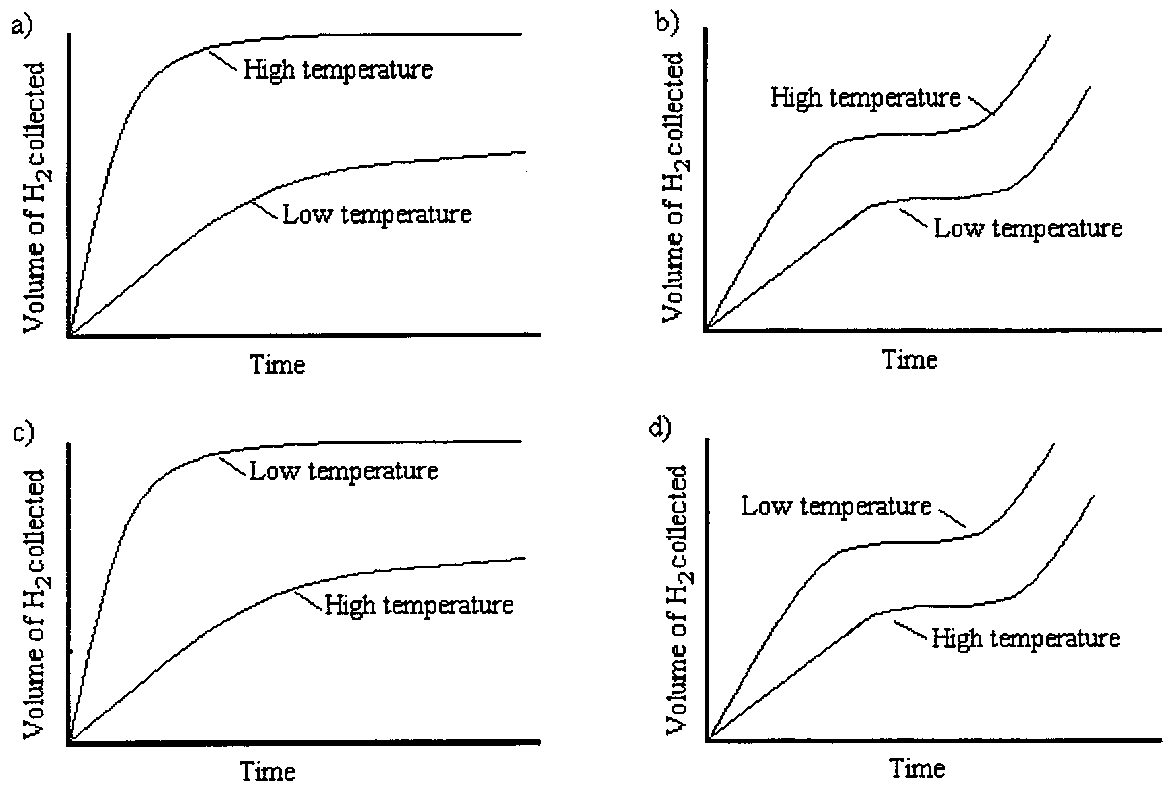 a)
High temperature
Low temperature
Volume of H2 collected
Time
b)
High temperature
Low temperature
Volume of H2 collected
Time
c)
Low temperature
High temperature
Volume of H2 collected
Time
d)
Low temperature
High temperature
Volume of H2 collected
Time